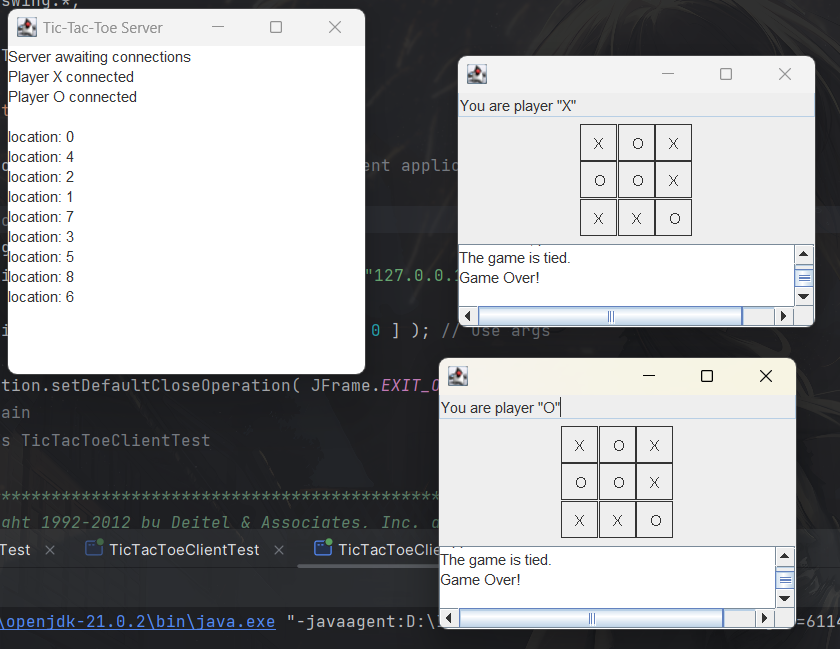 swing.*;
Tic-Tac-Toe Server
Server awaiting connections
Player X connected
Player O connected
location: 0
location: 4
location: 2
location: 1
location: 7
location: 3
location: 5
location: 8
location: 6
You are player "X"
X O X
O O X
X X O
The game is tied.
Game Over!
"127.0.0.1
0 ] ); // Use args
tion.setDefaultCloseOperation( JFrame.EXIT_O
ain
s TicTacToeClientTest
********************************************
ght 1992-2012 by Deitel & Associates, Inc. a
You are player "O"
X O X
O O X
X X O
The game is tied.
Game Over!
Test TicTacToeClientTest TicTacToeClie
\openjdk-21.0.2\bin\java.exe "-javaagent:D:\ =6114